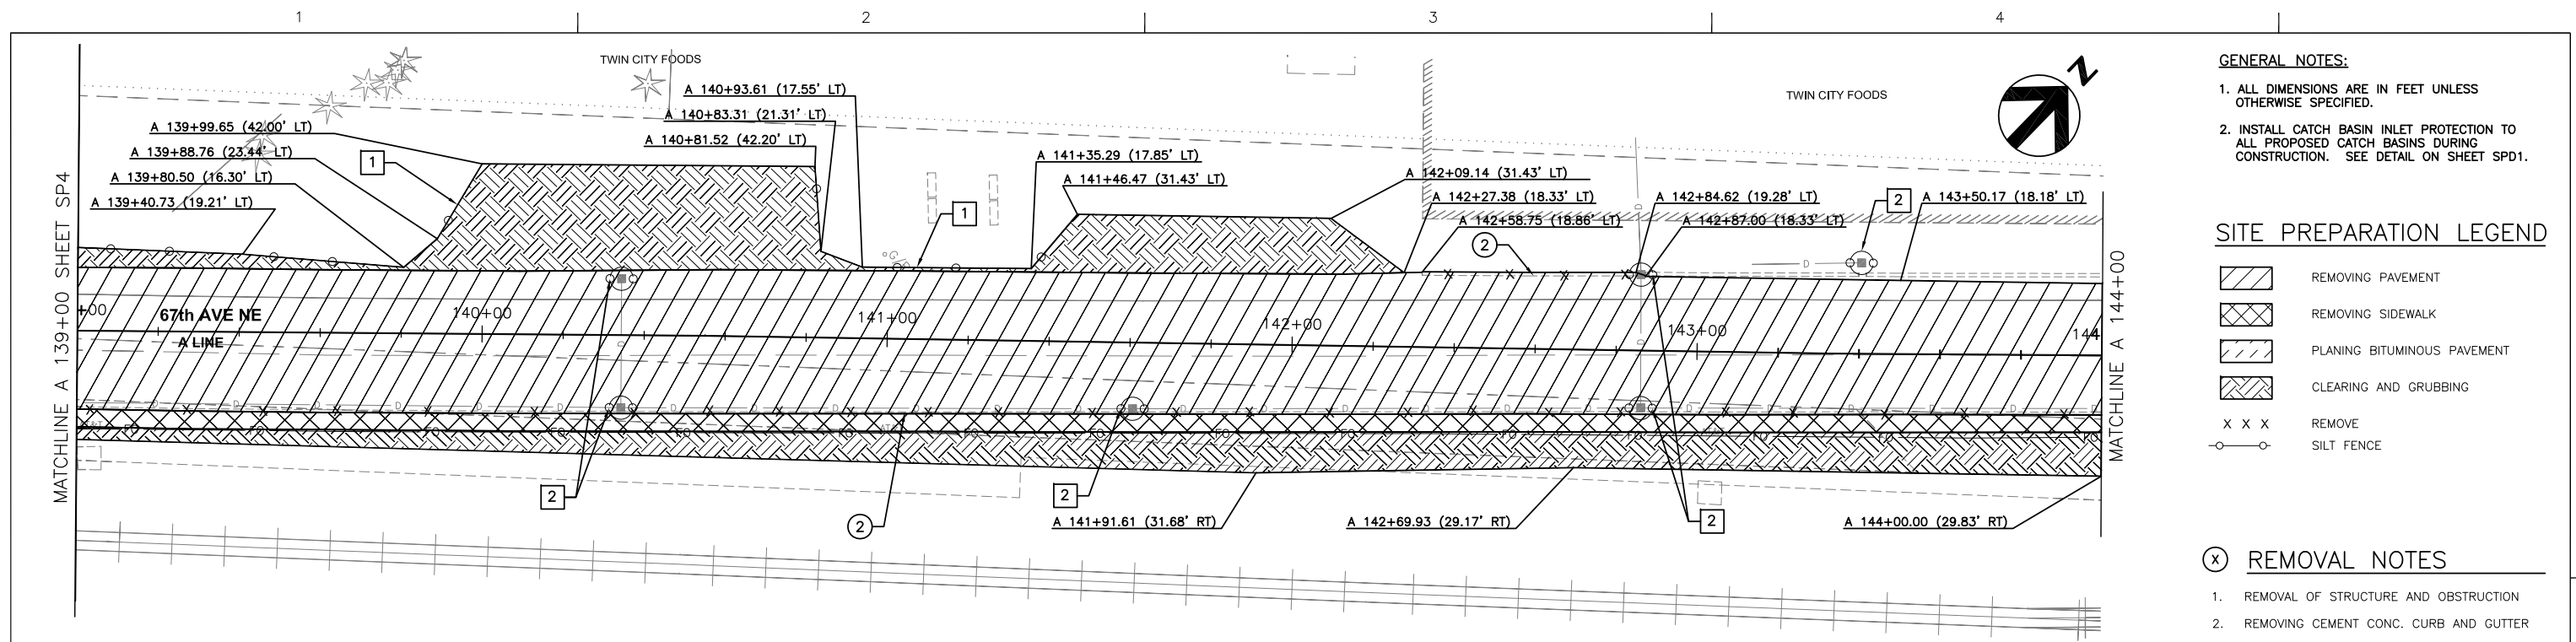 1
2
3
4
TWIN CITY FOODS
TWIN CITY FOODS
N
A 140+93.61 (17.55' LT)
A 140+83.31 (21.31' LT)
A 140+81.52 (42.20' LT)
A 139+99.65 (42.00' LT)
A 139+88.76 (23.44' LT)
A 139+80.50 (16.30' LT)
A 139+40.73 (19.21' LT)
1
1
A 141+35.29 (17.85' LT)
A 141+46.47 (31.43' LT)
A 142+09.14 (31.43' LT)
A 142+27.38 (18.33' LT)
A 142+58.75 (18.86' LT)
2
A 142+84.62 (19.28' LT)
A 142+87.00 (18.33' LT)
2
A 143+50.17 (18.18' LT)
MATCHLINE A 139+00 SHEET SP4
MATCHLINE A 144+00
+00
67th AVE NE
A LINE
140+00
141+00
142+00
143+00
144
2
2
2
2
A 141+91.61 (31.68' RT)
A 142+69.93 (29.17' RT)
A 144+00.00 (29.83' RT)
GENERAL NOTES:
1. ALL DIMENSIONS ARE IN FEET UNLESS
OTHERWISE SPECIFIED.
2. INSTALL CATCH BASIN INLET PROTECTION TO
ALL PROPOSED CATCH BASINS DURING
CONSTRUCTION. SEE DETAIL ON SHEET SPD1.
SITE PREPARATION LEGEND
REMOVING PAVEMENT
REMOVING SIDEWALK
PLANING BITUMINOUS PAVEMENT
CLEARING AND GRUBBING
X X X REMOVE
SILT FENCE
X REMOVAL NOTES
1. REMOVAL OF STRUCTURE AND OBSTRUCTION
2. REMOVING CEMENT CONC. CURB AND GUTTER